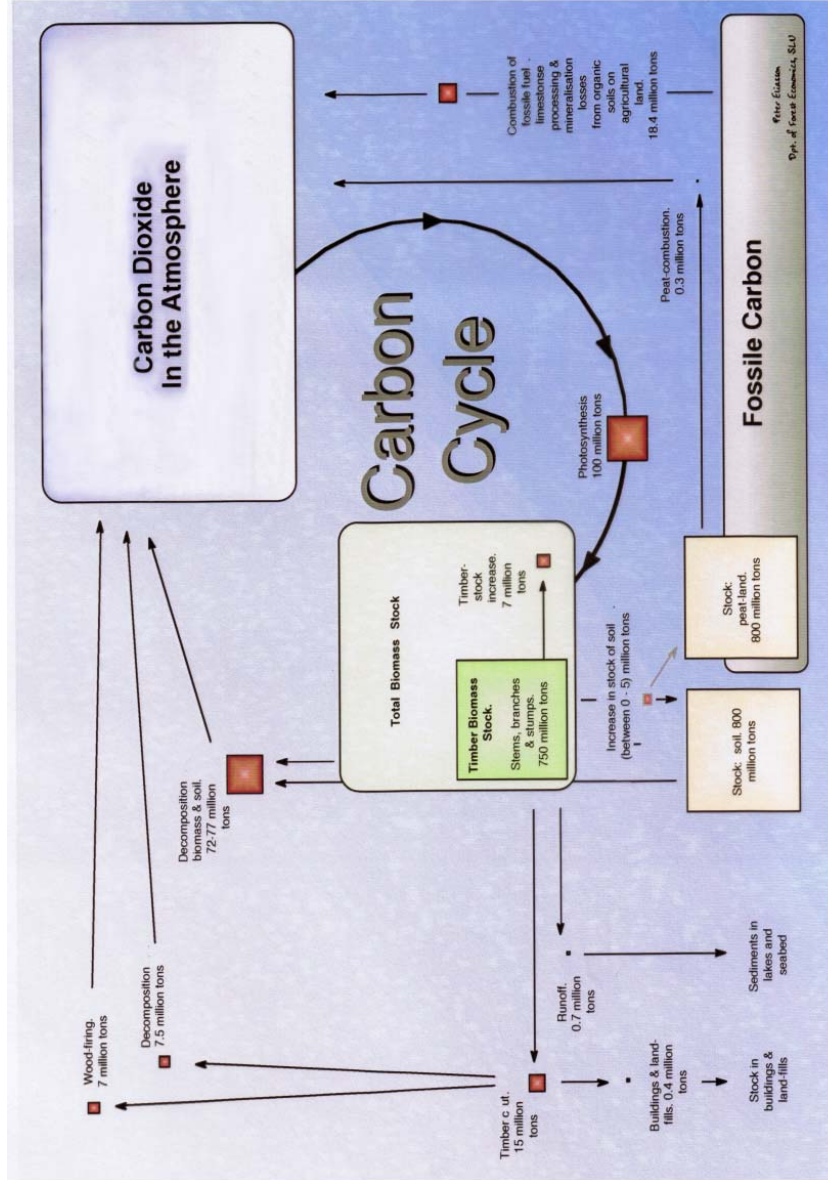 Carbon Dioxide
In the Atmosphere
Combustion of
fossile fuel .
limestonse
processing &
mineralisation
losses
from organic
soils on
agricultural
land.
18.4 million tons
Wood-firing.
7 million tons
Decomposition
7.5 million tons
Decomposition
biomass & soil.
72-77 million
tons
Carbon
Cycle
Total Biomass Stock
Timber-
stock
increase.
7 million
tons
Timber Biomass
Stock.
Stems, branches
& stumps.
750 million tons
Photosynthesis
100 million tons
Peat-combustion.
0.3 million tons
Timber c ut.
15 million
tons
Runoff.
0.7 million
tons
Increase in stock of soil
(between 0 - 5) million tons
Buildings & land-
fills. 0.4 million
tons
Stock in
buildings &
land-fills
Sediments in
lakes and
seabed
Stock: soil. 800
million tons
Stock:
peat-land.
800 million tons
Fossile Carbon
Peter Eliasson
Dpt. of Forest Economics, SLU